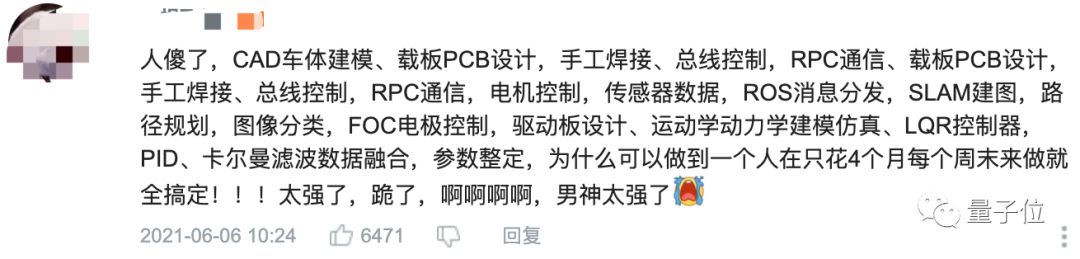 人傻了，CAD车体建模、载板PCB设计，手工焊接、总线控制，RPC通信、载板PCB设计，
手工焊接、总线控制，RPC通信，电机控制，传感器数据，ROS消息分发，SLAM建图，路
径规划，图像分类，FOC电极控制，驱动板设计、运动学动力学建模仿真、LQR控制器，
PID、卡尔曼滤波数据融合，参数整定，为什么可以做到一个人在只花4个月每个周末来做就
全搞定！！！太强了，跪了，啊啊啊啊，男神太强了
量子位
2021-06-06 10:24 6471 回复